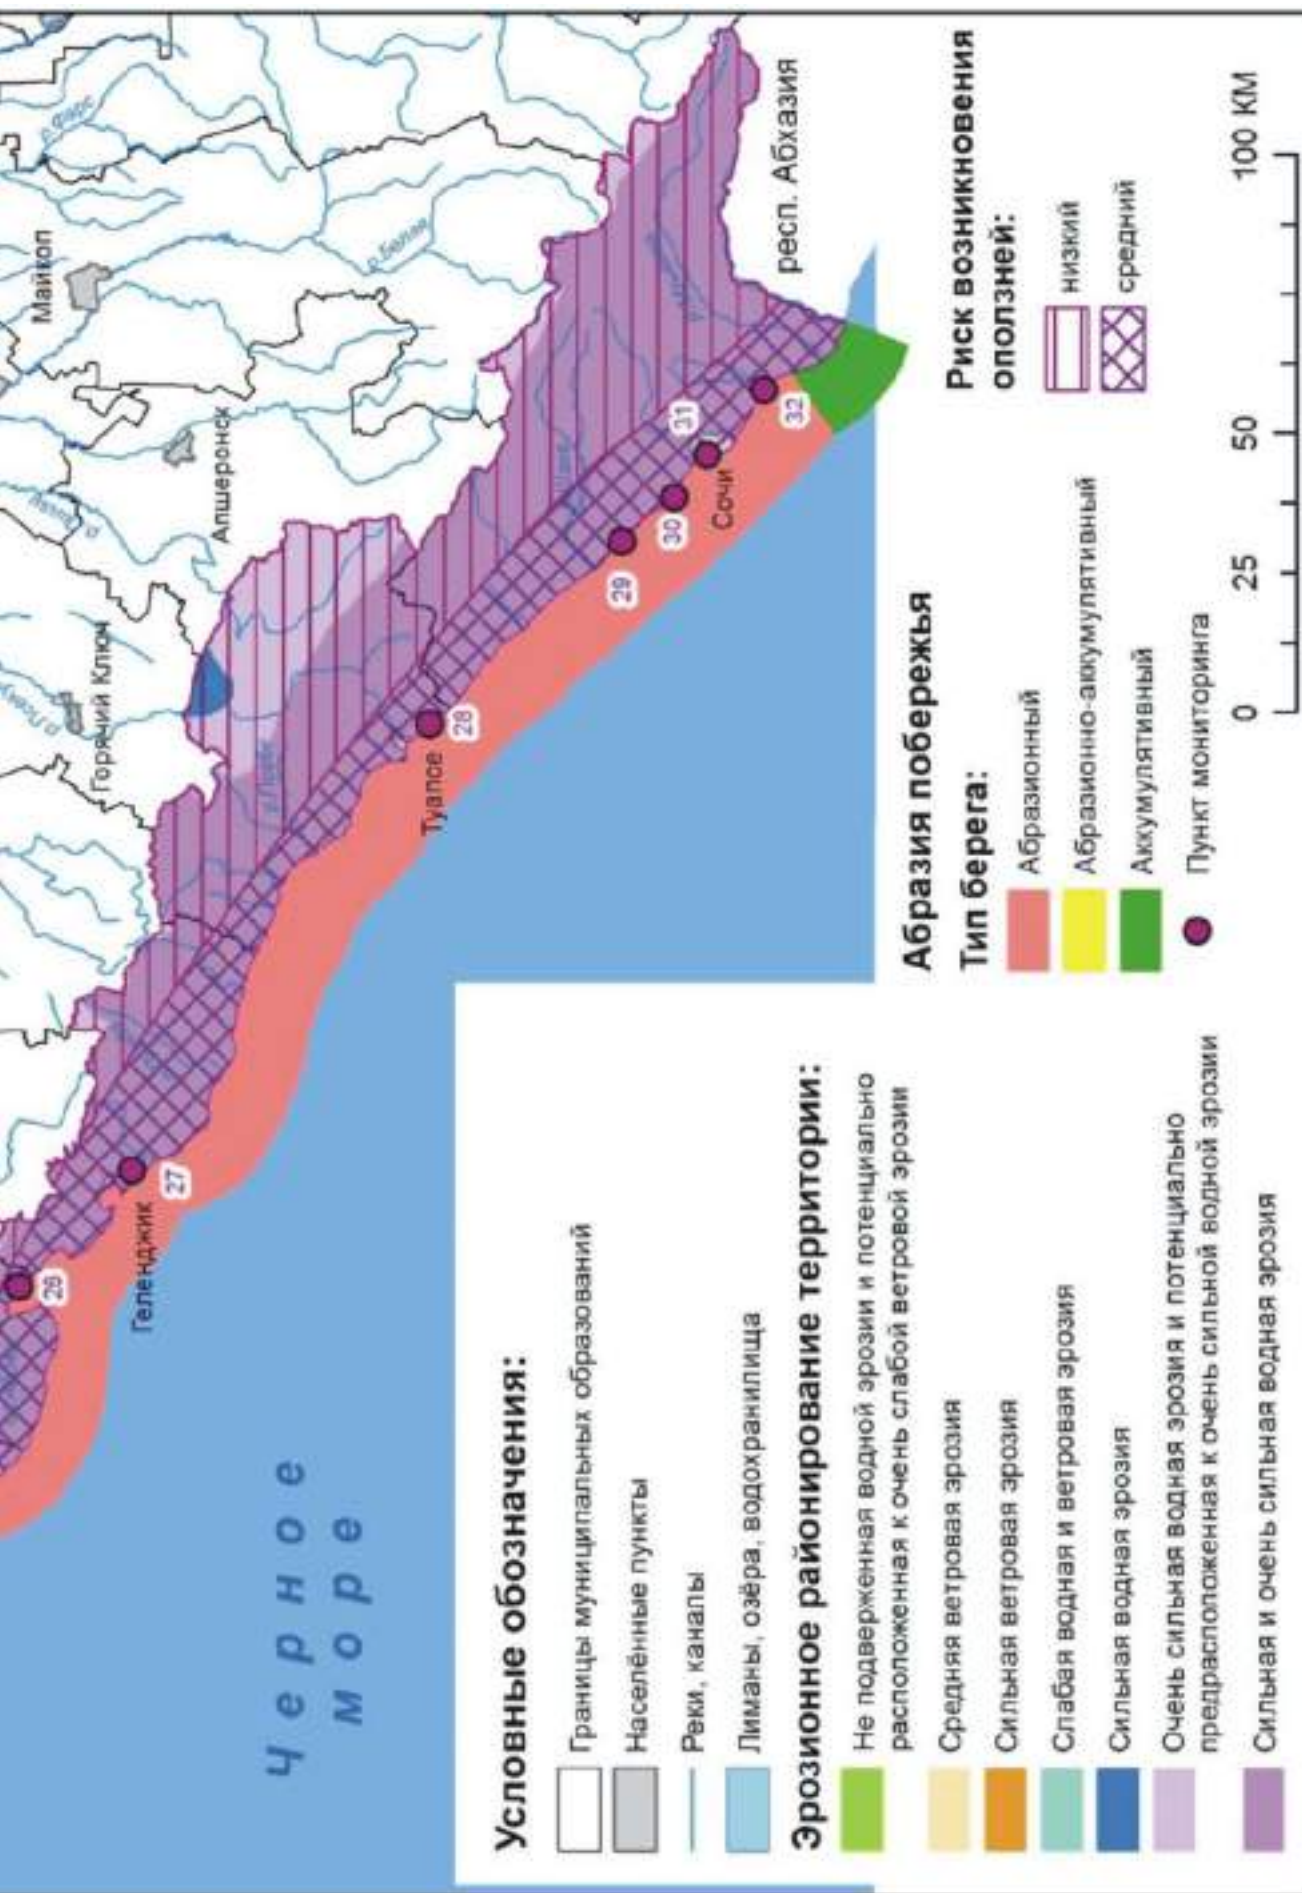 р.Фарс
Майкоп
р.Белая
Апшеронск
р.Пшиш
Горячий Ключ
респ. Абхазия
Туапсе
Сочи
Геленджик
26
27
28
29
30
31
32
Черное
море
Условные обозначения:
Границы муниципальных образований
Населённые пункты
Реки, каналы
Лиманы, озёра, водохранилища
Эрозионное районирование территории:
Не подверженная водной эрозии и потенциально
расположенная к очень слабой ветровой эрозии
Средняя ветровая эрозия
Сильная ветровая эрозия
Слабая водная и ветровая эрозия
Сильная водная эрозия
Очень сильная водная эрозия и потенциально
предрасположенная к очень сильной водной эрозии
Сильная и очень сильная водная эрозия
Абразия побережья
Тип берега:
Абразионный
Абразионно-аккумулятивный
Аккумулятивный
Пункт мониторинга
Риск возникновения
оползней:
низкий
средний
0 25 50 100 КМ